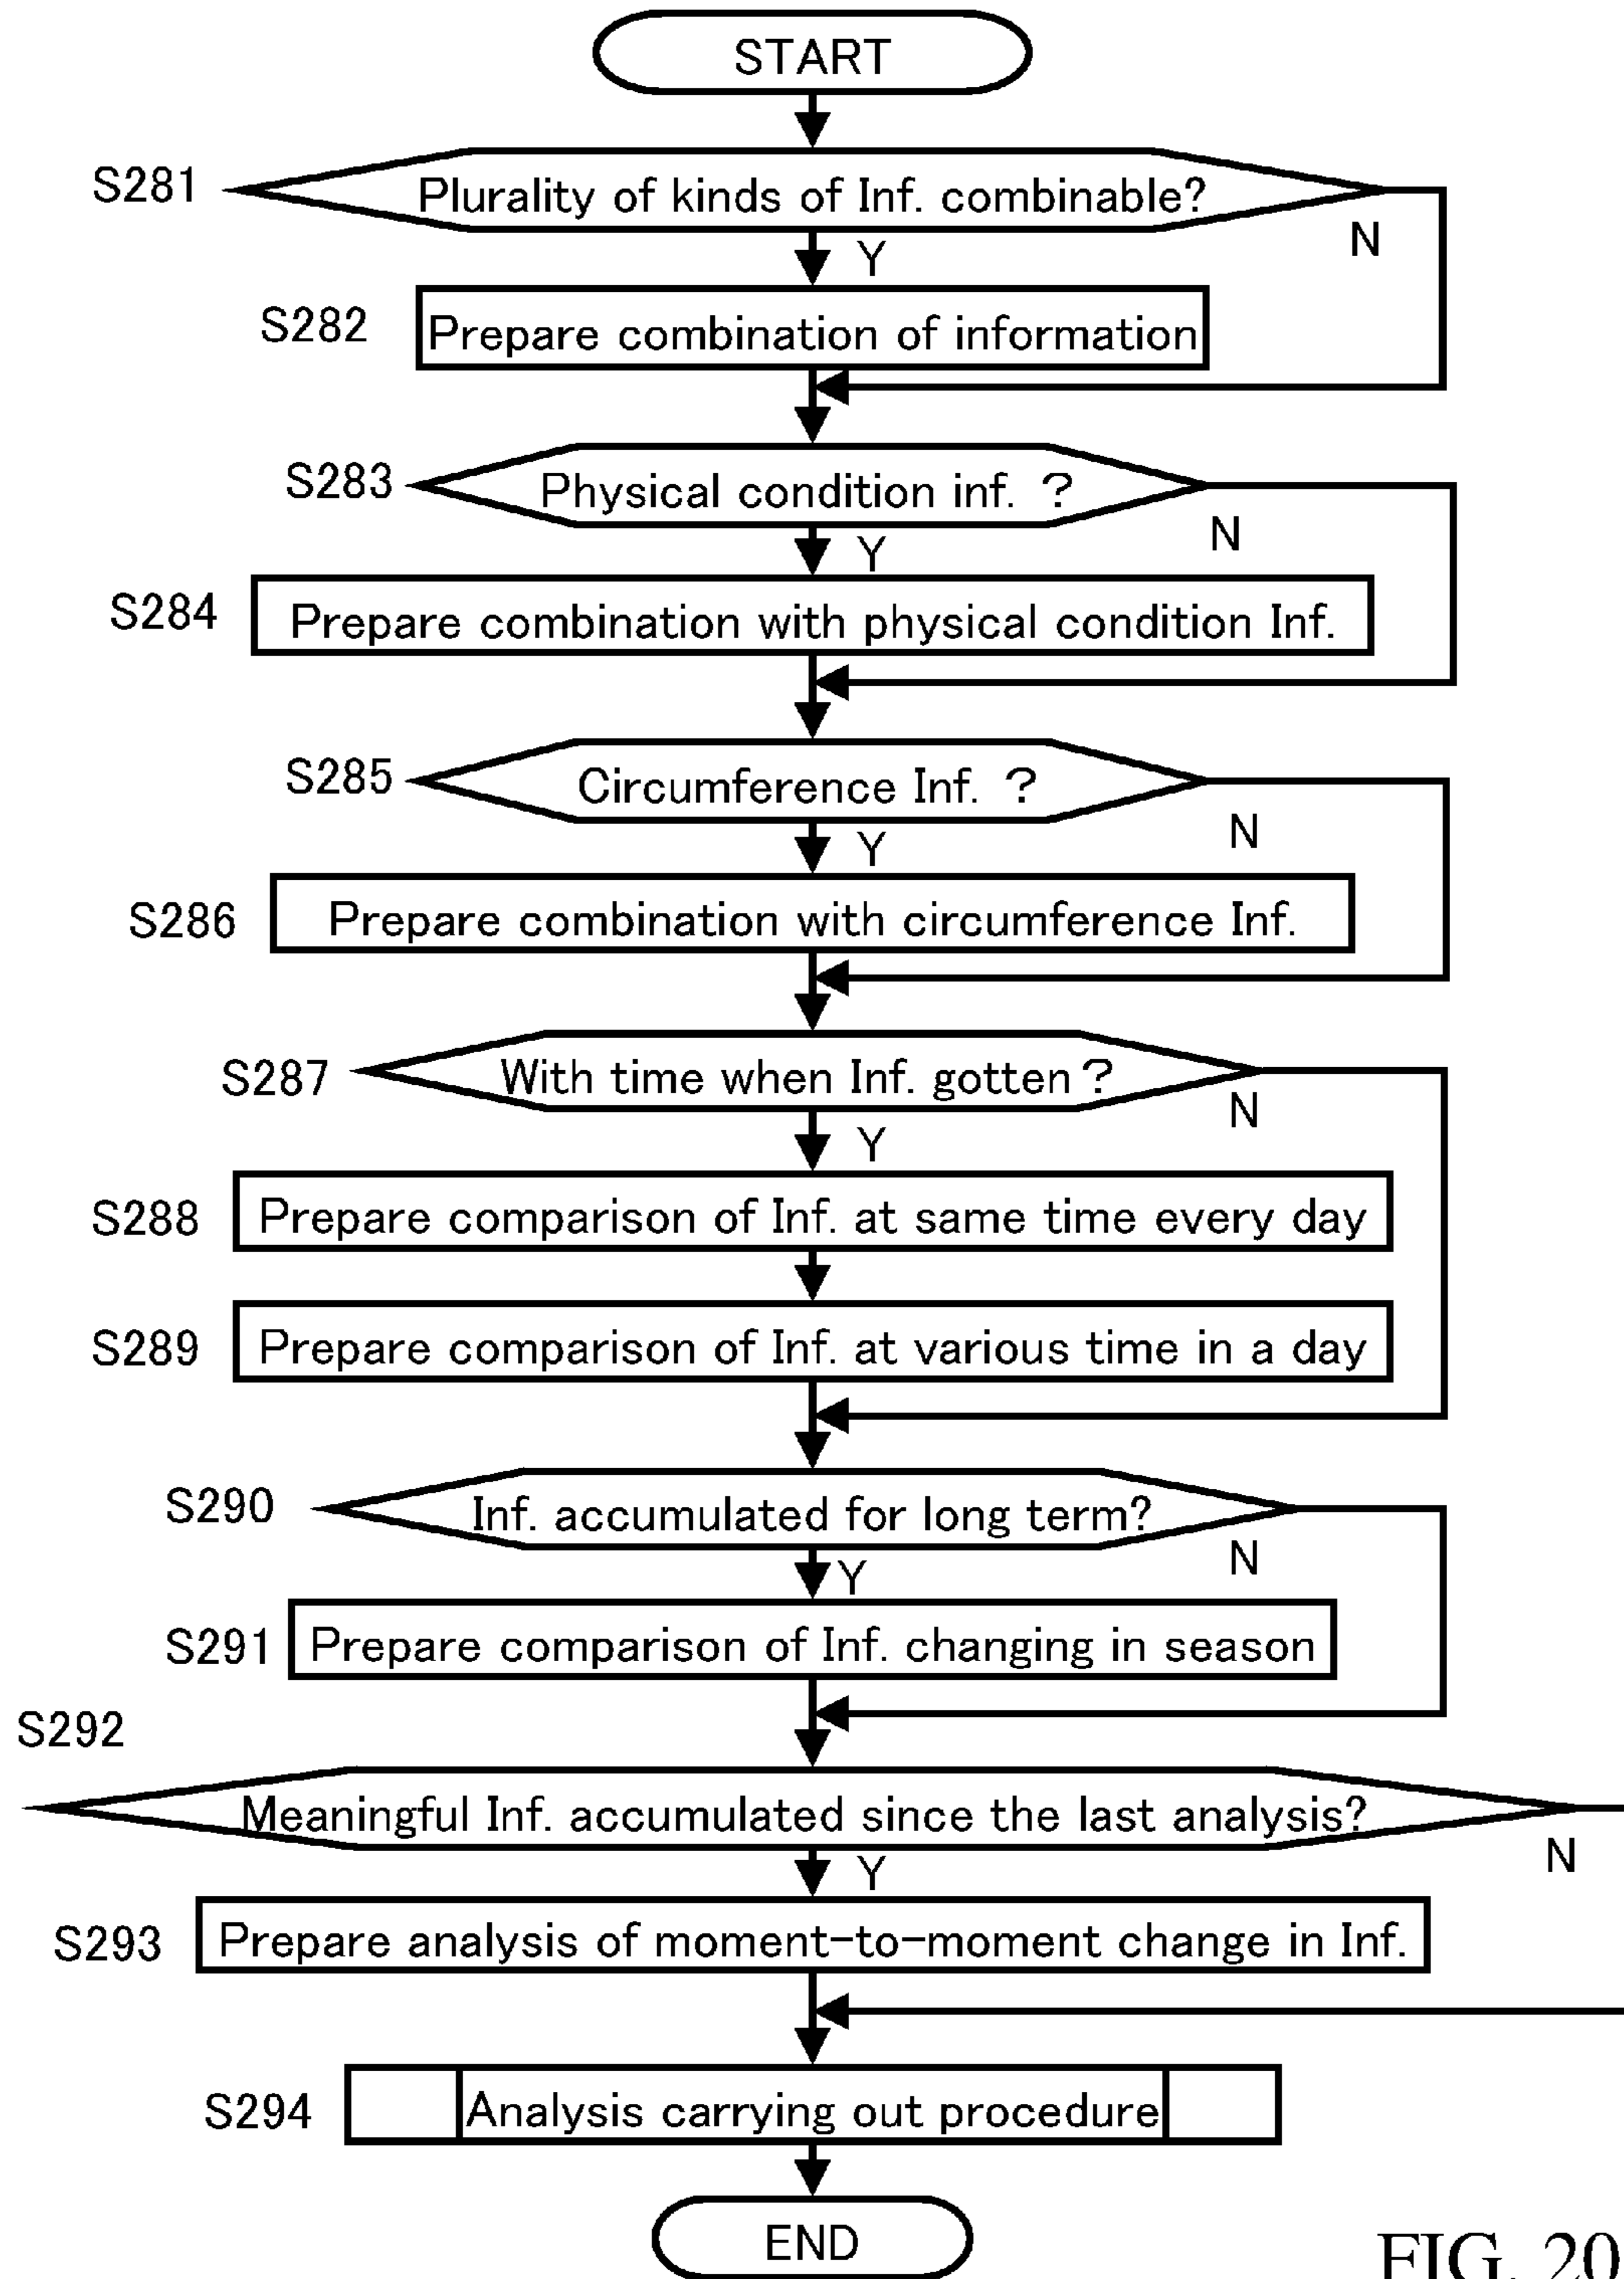 START
S281
Plurality of kinds of Inf. combinable?
N
Y
S282
Prepare combination of information
S283
Physical condition inf. ?
N
Y
S284
Prepare combination with physical condition Inf.
S285
Circumference Inf. ?
N
Y
S286
Prepare combination with circumference Inf.
S287
With time when Inf. gotten ?
N
Y
S288
Prepare comparison of Inf. at same time every day
S289
Prepare comparison of Inf. at various time in a day
S290
Inf. accumulated for long term?
N
Y
S291
Prepare comparison of Inf. changing in season
S292
Meaningful Inf. accumulated since the last analysis?
N
Y
S293
Prepare analysis of moment-to-moment change in Inf.
S294
Analysis carrying out procedure
END
FIG. 20